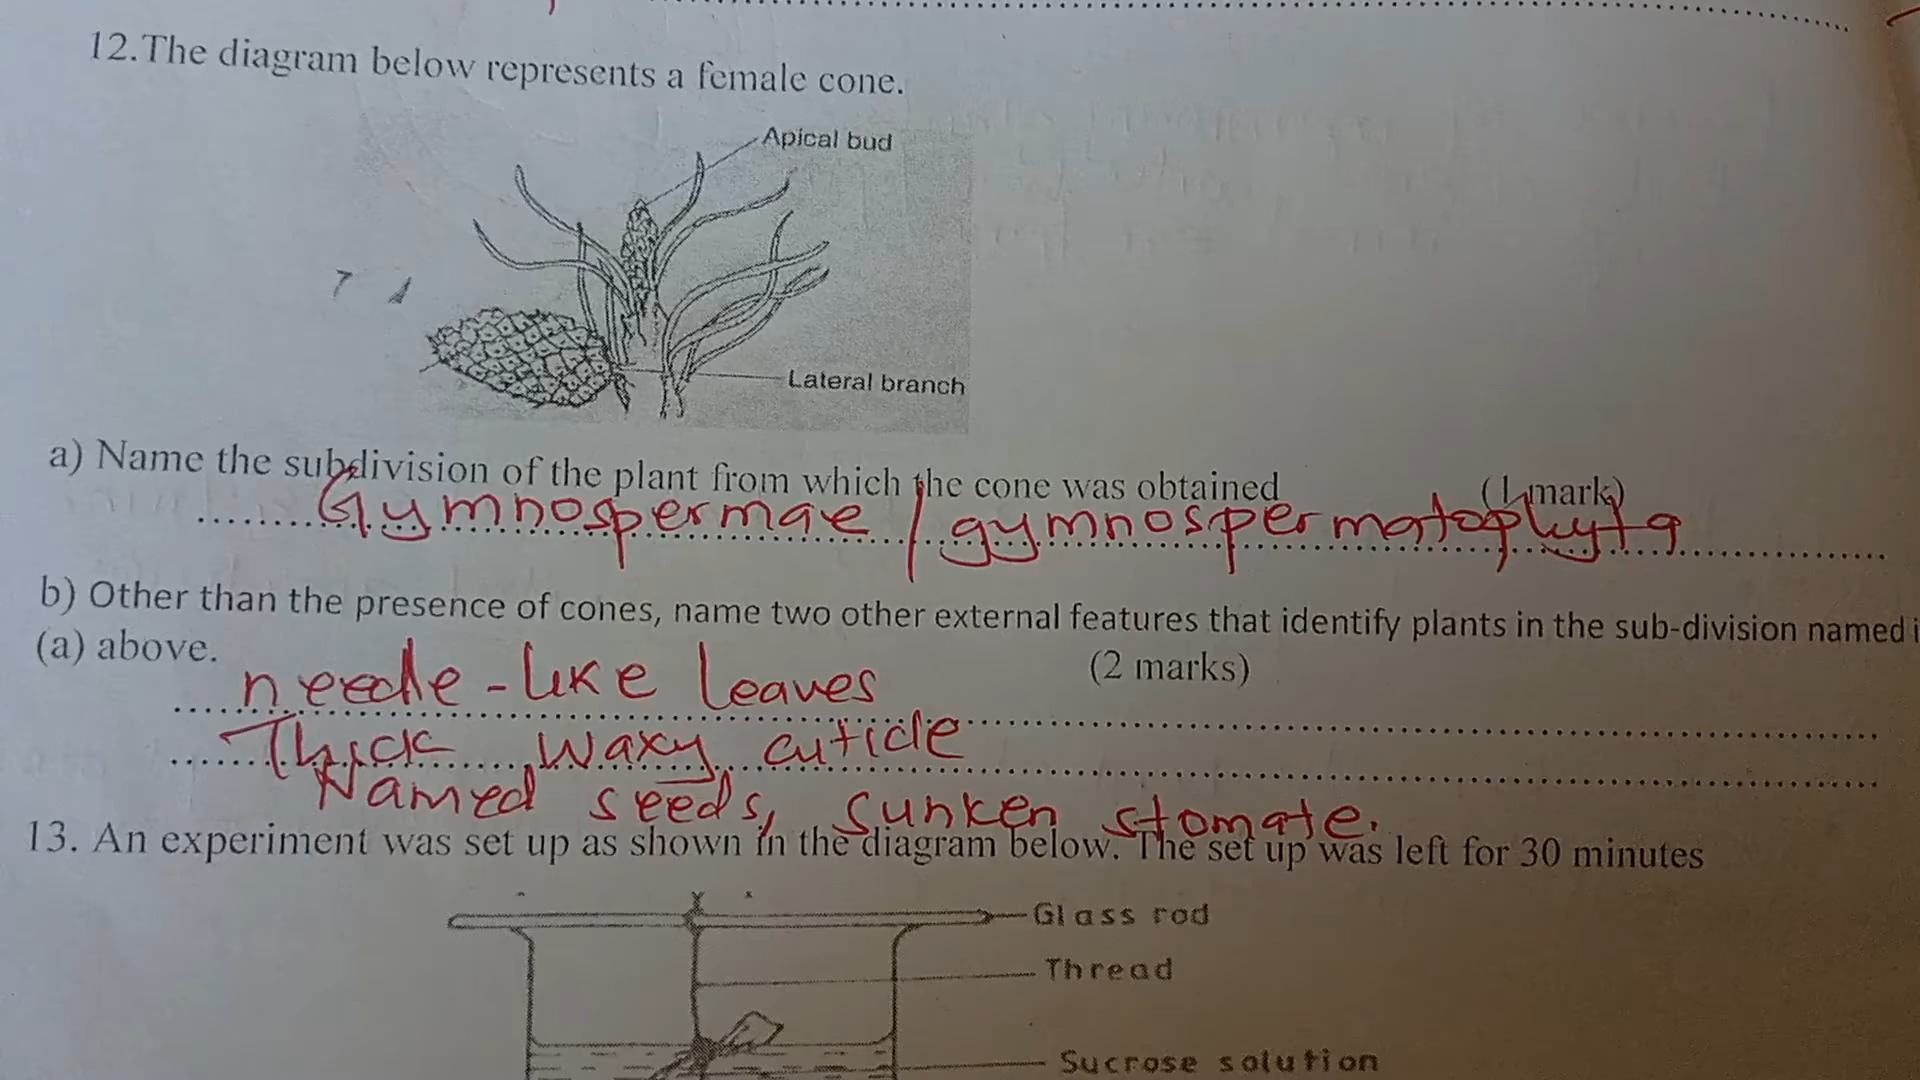 12.The diagram below represents a female cone.
Apical bud
Lateral branch
a) Name the subdivision of the plant from which the cone was obtained (1 mark)
Gymnospermae / gymnospermatophyta
b) Other than the presence of cones, name two other external features that identify plants in the sub-division named i
(a) above. (2 marks)
needle-like leaves
Thick waxy cuticle
Named seeds, sunken stomate.
13. An experiment was set up as shown in the diagram below. The set up was left for 30 minutes
Glass rod
Thread
Sucrose solution